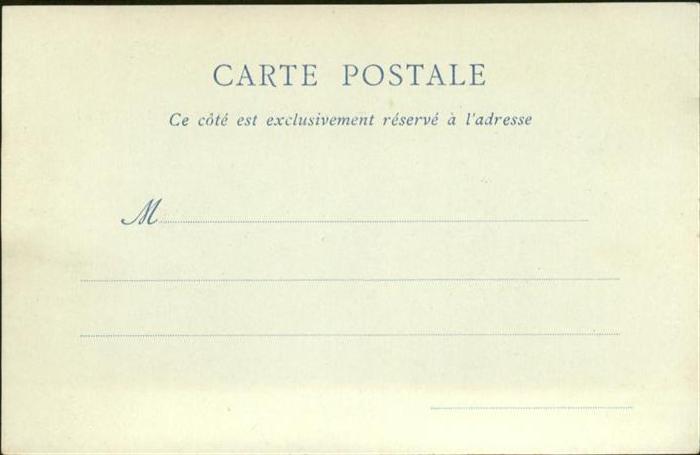 CARTE POSTALE
Ce côté est exclusivement réservé à l'adresse
M